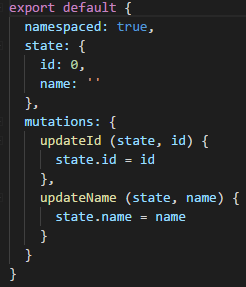 export default {
  namespaced: true,
  state: {
    id: 0,
    name: ''
  },
  mutations: {
    updateId (state, id) {
      state.id = id
    },
    updateName (state, name) {
      state.name = name
    }
  }
}